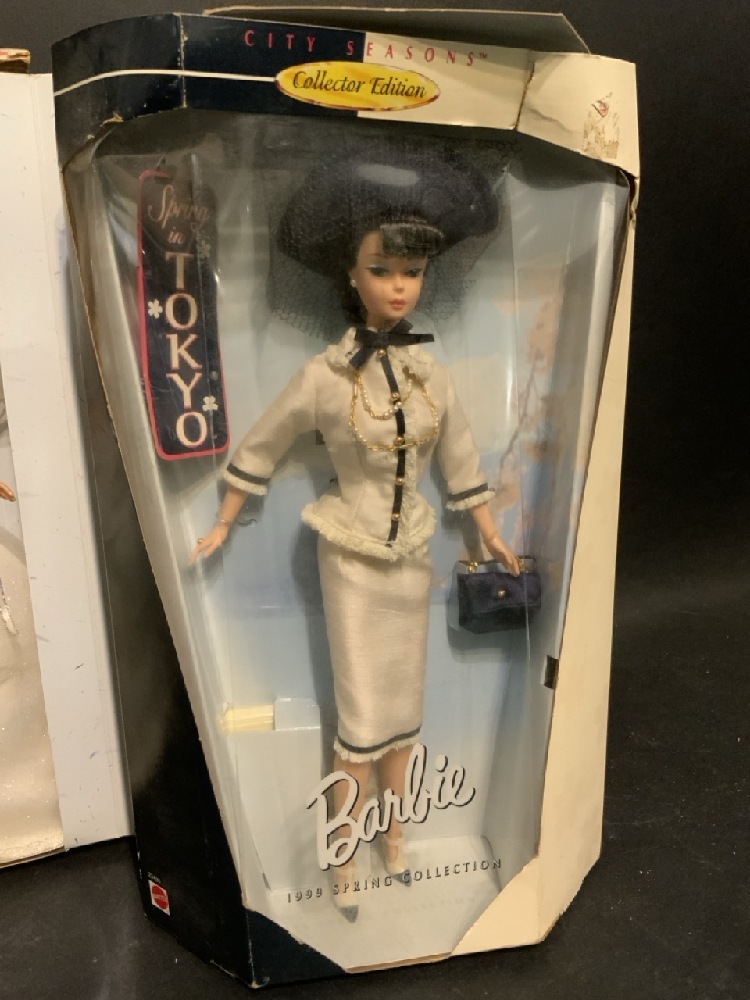 CITY SEASONS™
Collector Edition
Spring
in
TOKYO
Barbie
1999 SPRING COLLECTION